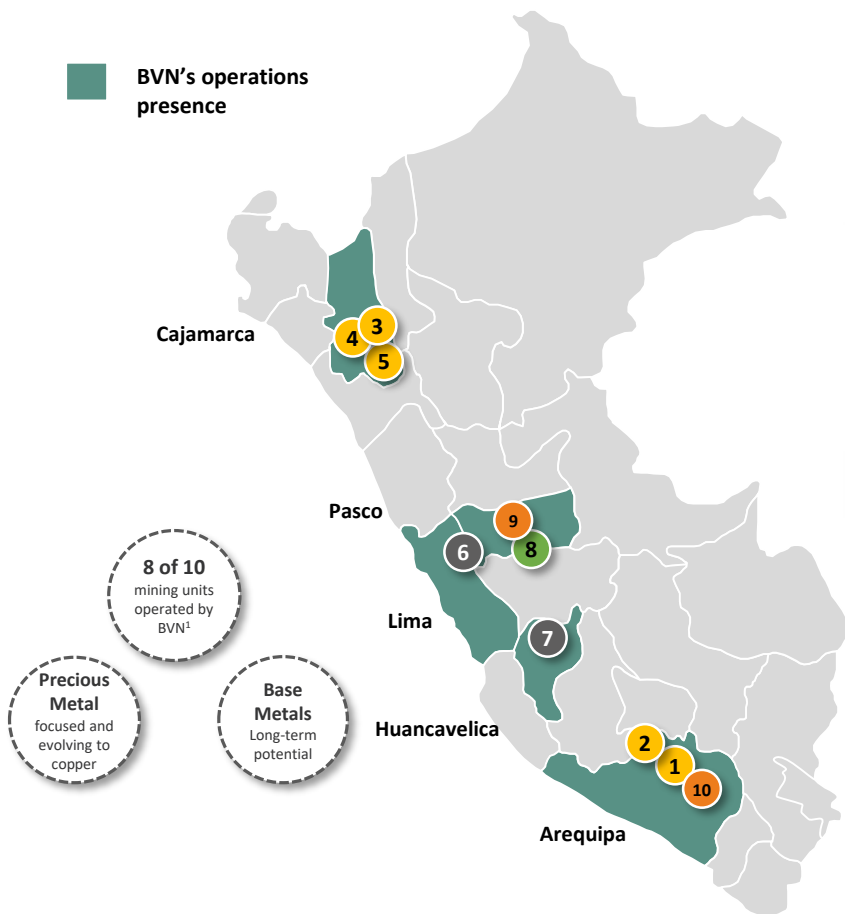 BVN's operations
presence
3
4
Cajamarca
5
Pasco
9
6
8
8 of 10
mining units
operated by
BVN¹
Lima
7
Precious
Metal
focused and
evolving to
copper
Base
Metals
Long-term
potential
Huancavelica
2
1
10
Arequipa